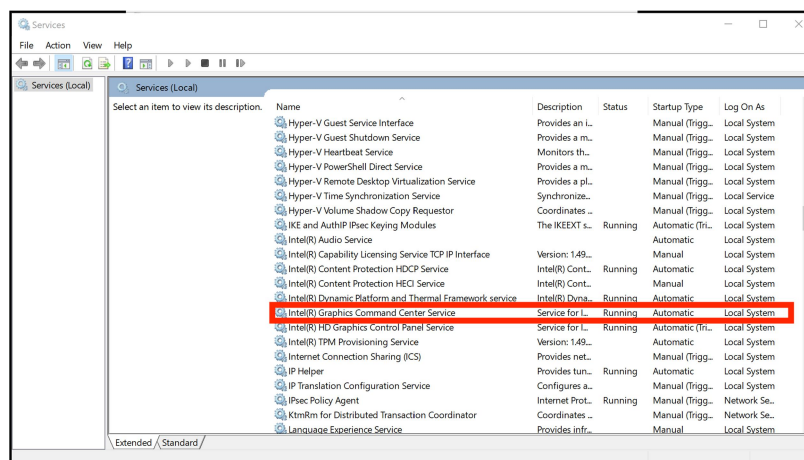 Services
File Action View Help
Services (Local)
Services (Local)
Select an item to view its description.
Name Description Status Startup Type Log On As
Hyper-V Guest Service Interface Provides an i... Manual (Trigg... Local System
Hyper-V Guest Shutdown Service Provides a m... Manual (Trigg... Local System
Hyper-V Heartbeat Service Monitors th... Manual (Trigg... Local System
Hyper-V PowerShell Direct Service Provides a m... Manual (Trigg... Local System
Hyper-V Remote Desktop Virtualization Service Provides a pl... Manual (Trigg... Local System
Hyper-V Time Synchronization Service Synchronize... Manual (Trigg... Local Service
Hyper-V Volume Shadow Copy Requestor Coordinates ... Manual (Trigg... Local System
IKE and AuthIP IPsec Keying Modules The IKEEXT s... Running Automatic (Tri... Local System
Intel(R) Audio Service Automatic Local System
Intel(R) Capability Licensing Service TCP IP Interface Version: 1.49.... Manual Local System
Intel(R) Content Protection HDCP Service Intel(R) Cont... Running Automatic Local System
Intel(R) Content Protection HECI Service Intel(R) Cont... Manual Local System
Intel(R) Dynamic Platform and Thermal Framework service Intel(R) Dyna... Running Automatic Local System
Intel(R) Graphics Command Center Service Service for I... Running Automatic Local System
Intel(R) HD Graphics Control Panel Service Service for I... Running Automatic (Tri... Local System
Intel(R) TPM Provisioning Service Version: 1.49.... Automatic Local System
Internet Connection Sharing (ICS) Provides net... Manual (Trigg... Local System
IP Helper Provides tun... Running Automatic Local System
IP Translation Configuration Service Configures a... Manual (Trigg... Local System
IPsec Policy Agent Internet Prot... Running Manual (Trigg... Network Se...
KtmRm for Distributed Transaction Coordinator Coordinates ... Manual (Trigg... Network Se...
Language Experience Service Provides infr... Manual Local System
Extended Standard